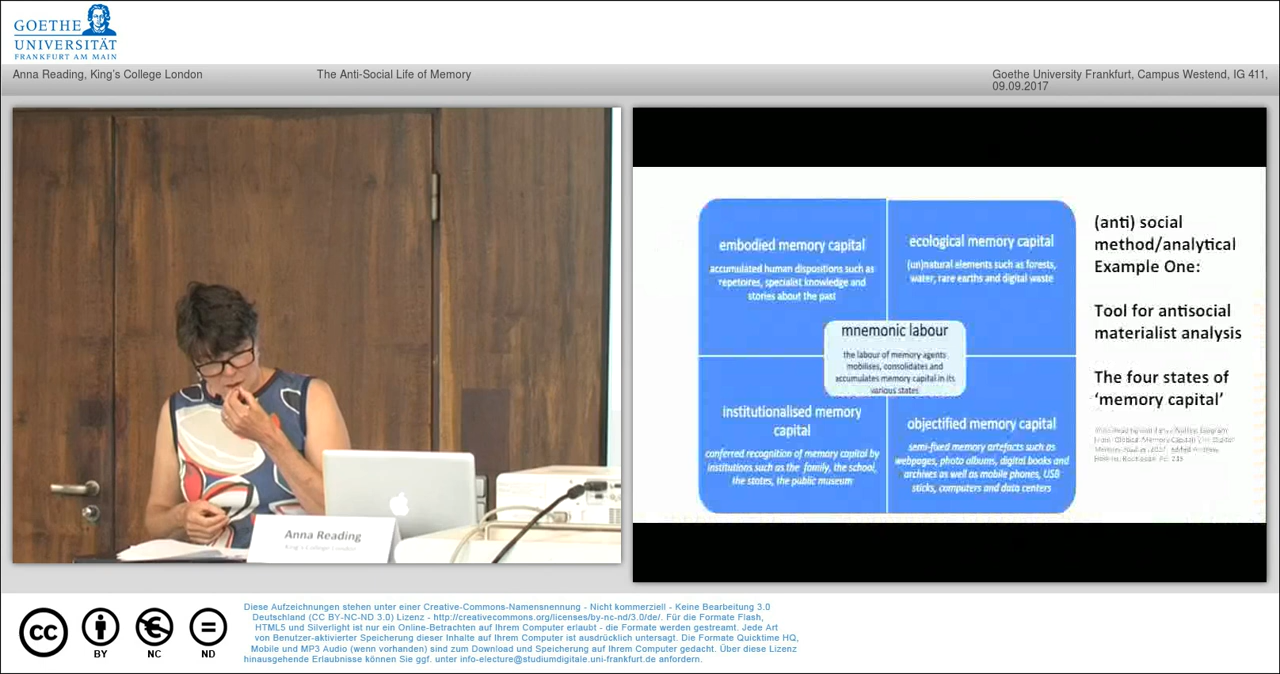 GOETHE
UNIVERSITÄT
FRANKFURT AM MAIN
Anna Reading, King's College London
The Anti-Social Life of Memory
Goethe University Frankfurt, Campus Westend, IG 411,
09.09.2017
Anna Reading
King's College London
embodied memory capital
accumulated human dispositions such as
repetoires, specialist knowledge and
stories about the past
ecological memory capital
(un)natural elements such as forests,
water, rare earths and digital waste
mnemonic labour
the labour of memory agents
mobilises, consolidates and
accumulates memory capital in its
various states
institutionalised memory
capital
conferred recognition of memory capital by
institutions such as the family, the school,
the states, the public museum
objectified memory capital
semi-fixed memory artefacts such as
webpages, photo albums, digital books and
archives as well as mobile phones, USB
sticks, computers and data centers
(anti) social
method/analytical
Example One:
Tool for antisocial
materialist analysis
The four states of
'memory capital'
cc
BY
NC
ND
Diese Aufzeichnungen stehen unter einer Creative-Commons-Namensnennung - Nicht kommerziell - Keine Bearbeitung 3.0
Deutschland (CC BY-NC-ND 3.0) Lizenz - http://creativecommons.org/licenses/by-nc-nd/3.0/de/. Für die Formate Flash,
HTML5 und Silverlight ist nur ein Online-Betrachten auf Ihrem Computer erlaubt - die Formate werden gestreamt. Jede Art
von Benutzer-aktivierter Speicherung dieser Inhalte auf Ihrem Computer ist ausdrücklich untersagt. Die Formate Quicktime HQ,
Mobile und MP3 Audio (wenn vorhanden) sind zum Download und Speicherung auf Ihrem Computer gedacht. Über diese Lizenz
hinausgehende Erlaubnisse können Sie ggf. unter info-electure@studiumdigitale.uni-frankfurt.de anfordern.